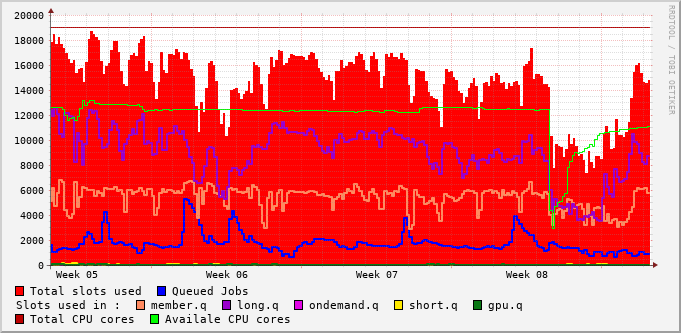 20000
18000
16000
14000
12000
10000
8000
6000
4000
2000
0
Week 05 Week 06 Week 07 Week 08
RRDTOOL / TOBI OETIKER
Total slots used Queued Jobs
Slots used in : member.q long.q ondemand.q short.q gpu.q
Total CPU cores Availale CPU cores